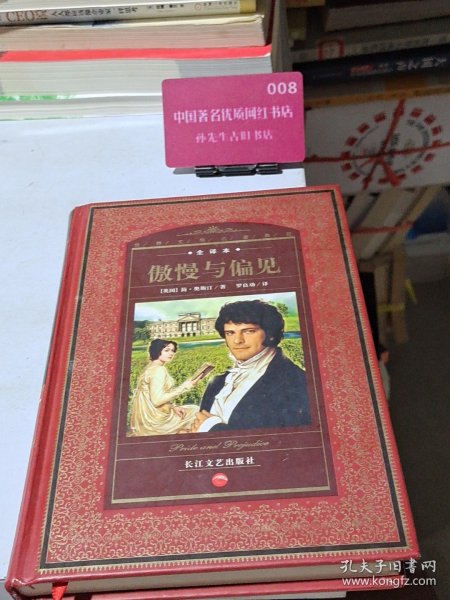 008
中国著名优质网红书店
孙先生古旧书店
全译本
傲慢与偏见
[英国] 简·奥斯汀/著 罗良功/译
Pride and Prejudice
长江文艺出版社
孔夫子旧书网
www.kongfz.com